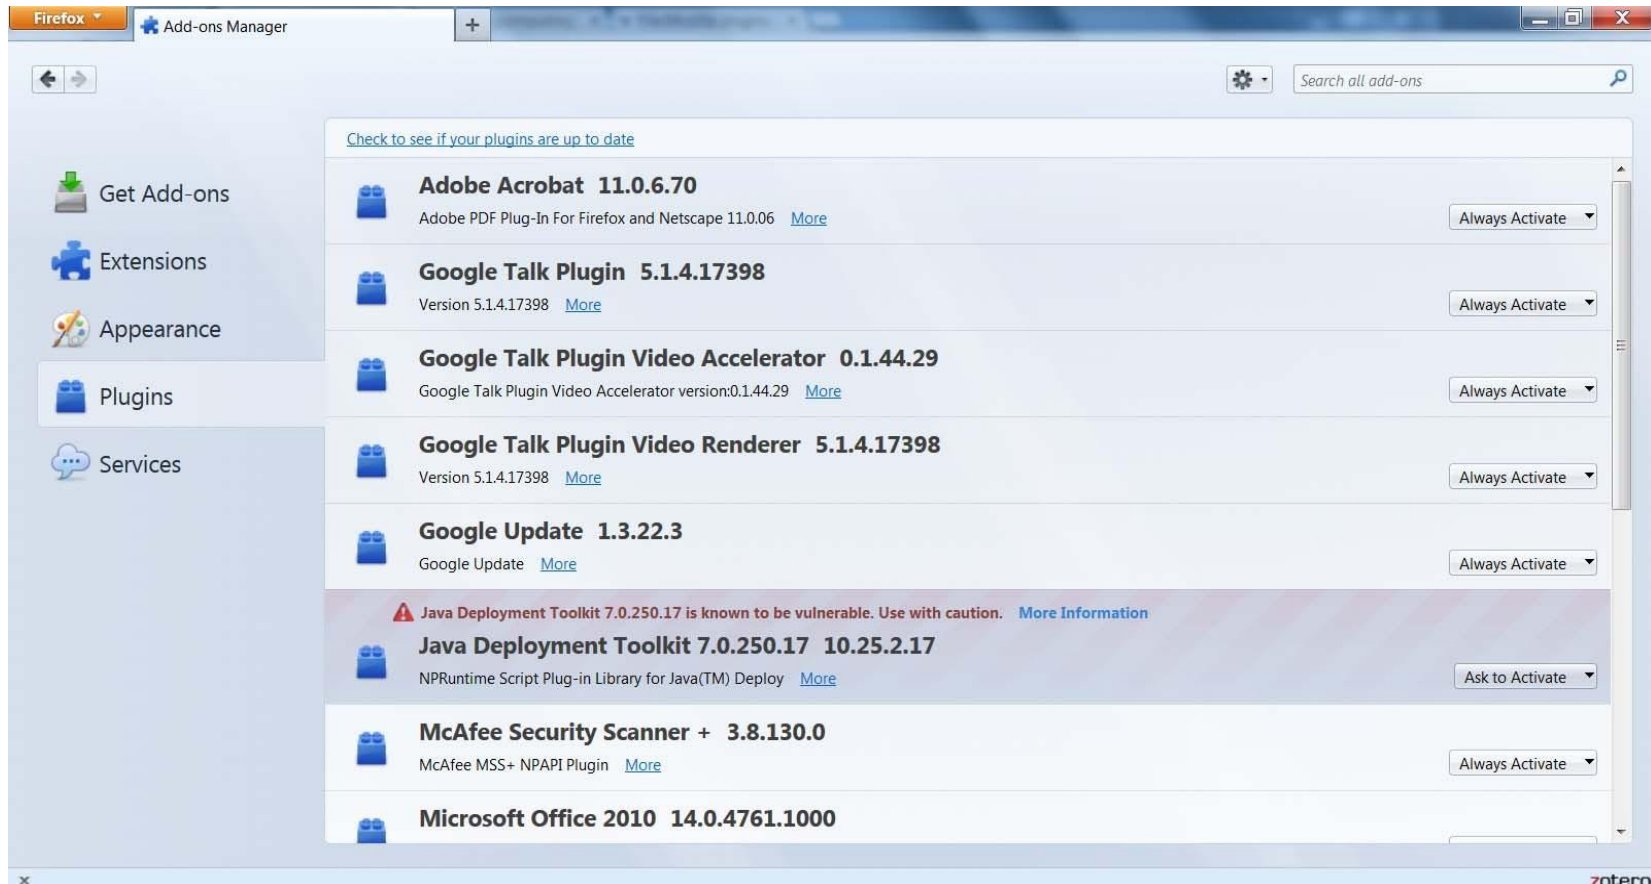 Firefox
Add-ons Manager
Search all add-ons
Get Add-ons
Extensions
Appearance
Plugins
Services
Check to see if your plugins are up to date
Adobe Acrobat 11.0.6.70
Adobe PDF Plug-In For Firefox and Netscape 11.0.06 More
Always Activate
Google Talk Plugin 5.1.4.17398
Version 5.1.4.17398 More
Always Activate
Google Talk Plugin Video Accelerator 0.1.44.29
Google Talk Plugin Video Accelerator version:0.1.44.29 More
Always Activate
Google Talk Plugin Video Renderer 5.1.4.17398
Version 5.1.4.17398 More
Always Activate
Google Update 1.3.22.3
Google Update More
Always Activate
Java Deployment Toolkit 7.0.250.17 is known to be vulnerable. Use with caution. More Information
Java Deployment Toolkit 7.0.250.17 10.25.2.17
NPRuntime Script Plug-in Library for Java(TM) Deploy More
Ask to Activate
McAfee Security Scanner + 3.8.130.0
McAfee MSS+ NPAPI Plugin More
Always Activate
Microsoft Office 2010 14.0.4761.1000
zotero